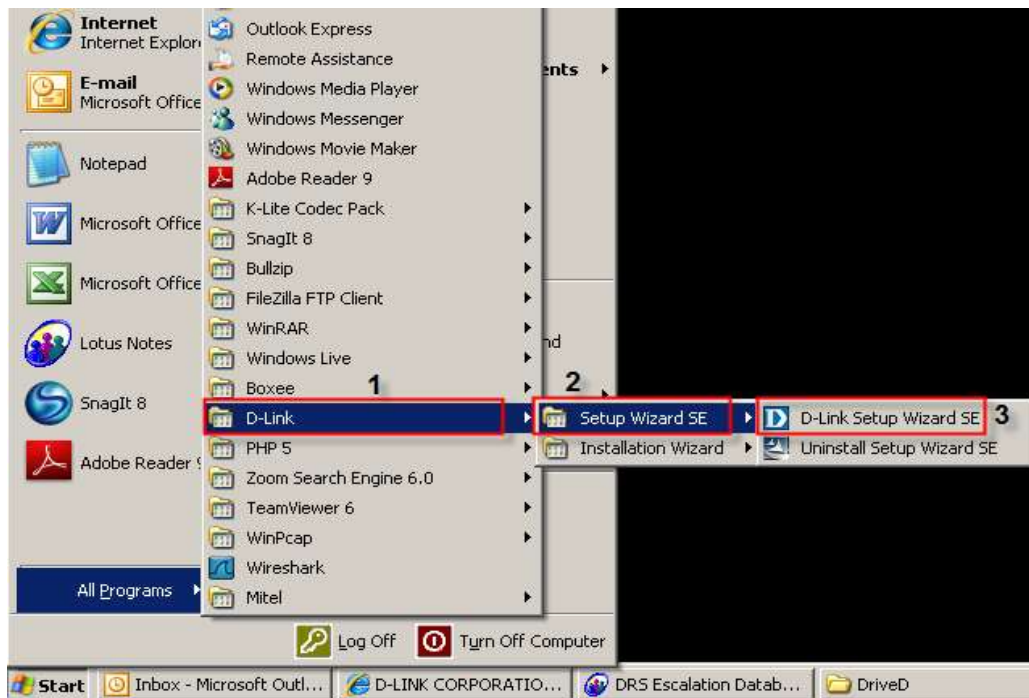 Internet
Internet Explor
E-mail
Microsoft Office
Notepad
Microsoft Office
Microsoft Office
Lotus Notes
SnagIt 8
Adobe Reader 9
All Programs
Outlook Express
Remote Assistance
Windows Media Player
Windows Messenger
Windows Movie Maker
Adobe Reader 9
K-Lite Codec Pack
SnagIt 8
Bullzip
FileZilla FTP Client
WinRAR
Windows Live
Boxee
1
D-Link
PHP 5
Zoom Search Engine 6.0
TeamViewer 6
WinPcap
Wireshark
Mitel
ents
nd
2
Setup Wizard SE
Installation Wizard
D-Link Setup Wizard SE
3
Uninstall Setup Wizard SE
Log Off
Turn Off Computer
Start
Inbox - Microsoft Outl...
D-LINK CORPORATIO...
DRS Escalation Datab...
DriveD